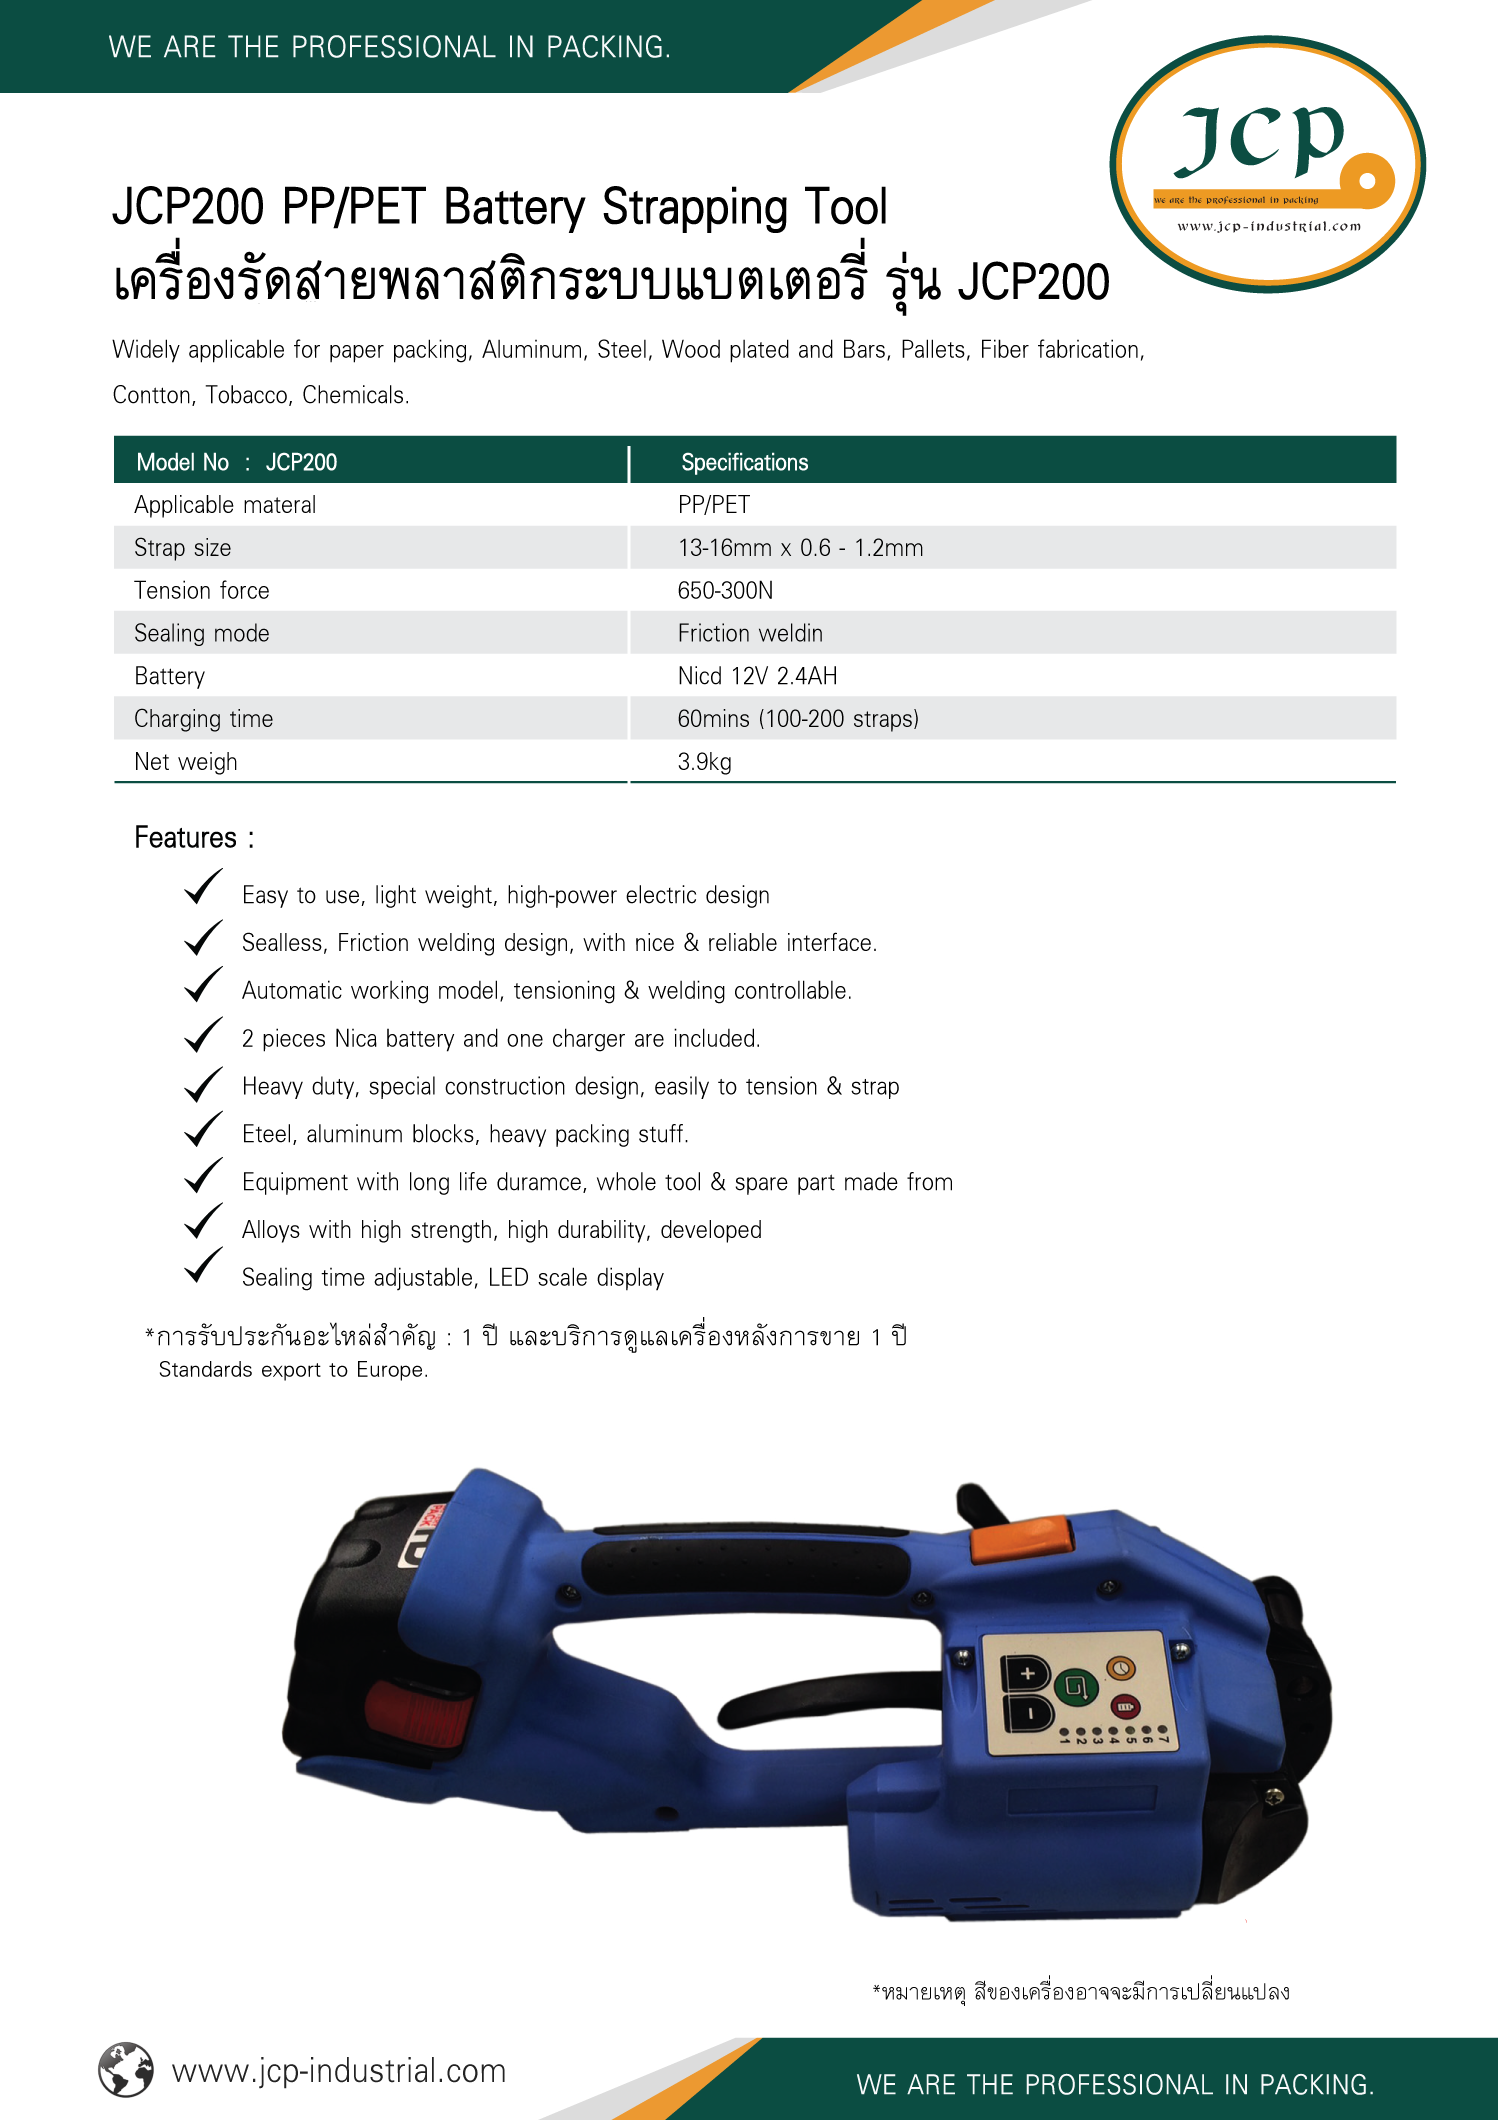 WE ARE THE PROFESSIONAL IN PACKING.
JCP
we are the professional in packing
www.jcp-industrial.com
JCP200 PP/PET Battery Strapping Tool
เครื่องรัดสายพลาสติกระบบแบตเตอรี่ รุ่น JCP200
Widely applicable for paper packing, Aluminum, Steel, Wood plated and Bars, Pallets, Fiber fabrication,
Contton, Tobacco, Chemicals.
Model No : JCP200 Specifications
Applicable materal PP/PET
Strap size 13-16mm x 0.6 - 1.2mm
Tension force 650-300N
Sealing mode Friction weldin
Battery Nicd 12V 2.4AH
Charging time 60mins (100-200 straps)
Net weigh 3.9kg
Features :
Easy to use, light weight, high-power electric design
Sealless, Friction welding design, with nice & reliable interface.
Automatic working model, tensioning & welding controllable.
2 pieces Nica battery and one charger are included.
Heavy duty, special construction design, easily to tension & strap
Eteel, aluminum blocks, heavy packing stuff.
Equipment with long life duramce, whole tool & spare part made from
Alloys with high strength, high durability, developed
Sealing time adjustable, LED scale display
*การรับประกันอะไหล่สำคัญ : 1 ปี และบริการดูแลเครื่องหลังการขาย 1 ปี
Standards export to Europe.
PACK
+
-
1 2 3 4 5 6 7
*หมายเหตุ สีของเครื่องอาจจะมีการเปลี่ยนแปลง
www.jcp-industrial.com
WE ARE THE PROFESSIONAL IN PACKING.